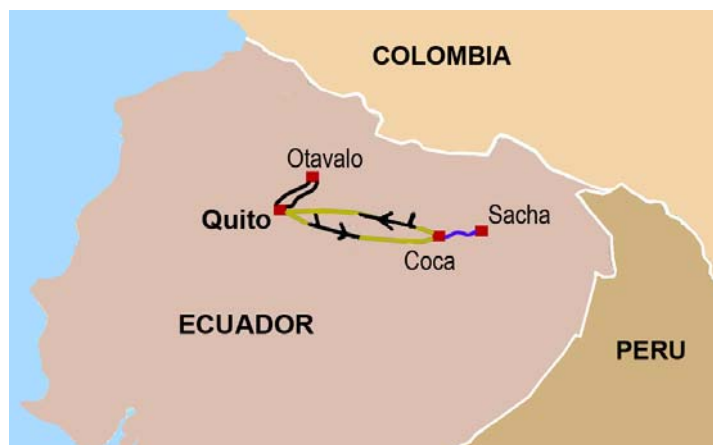 COLOMBIA
Otavalo
Quito
Sacha
Coca
ECUADOR
PERU